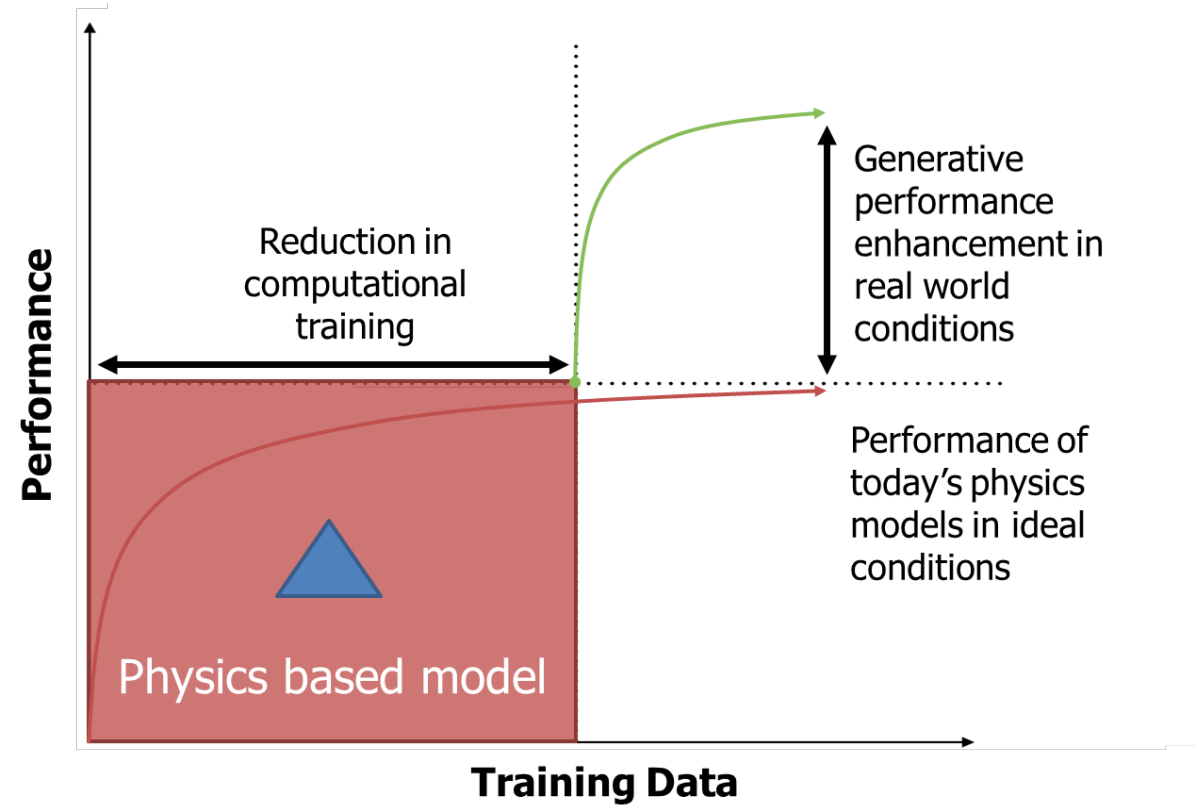 Performance
Reduction in
computational
training
Generative
performance
enhancement in
real world
conditions
Performance of
today’s physics
models in ideal
conditions
Physics based model
Training Data